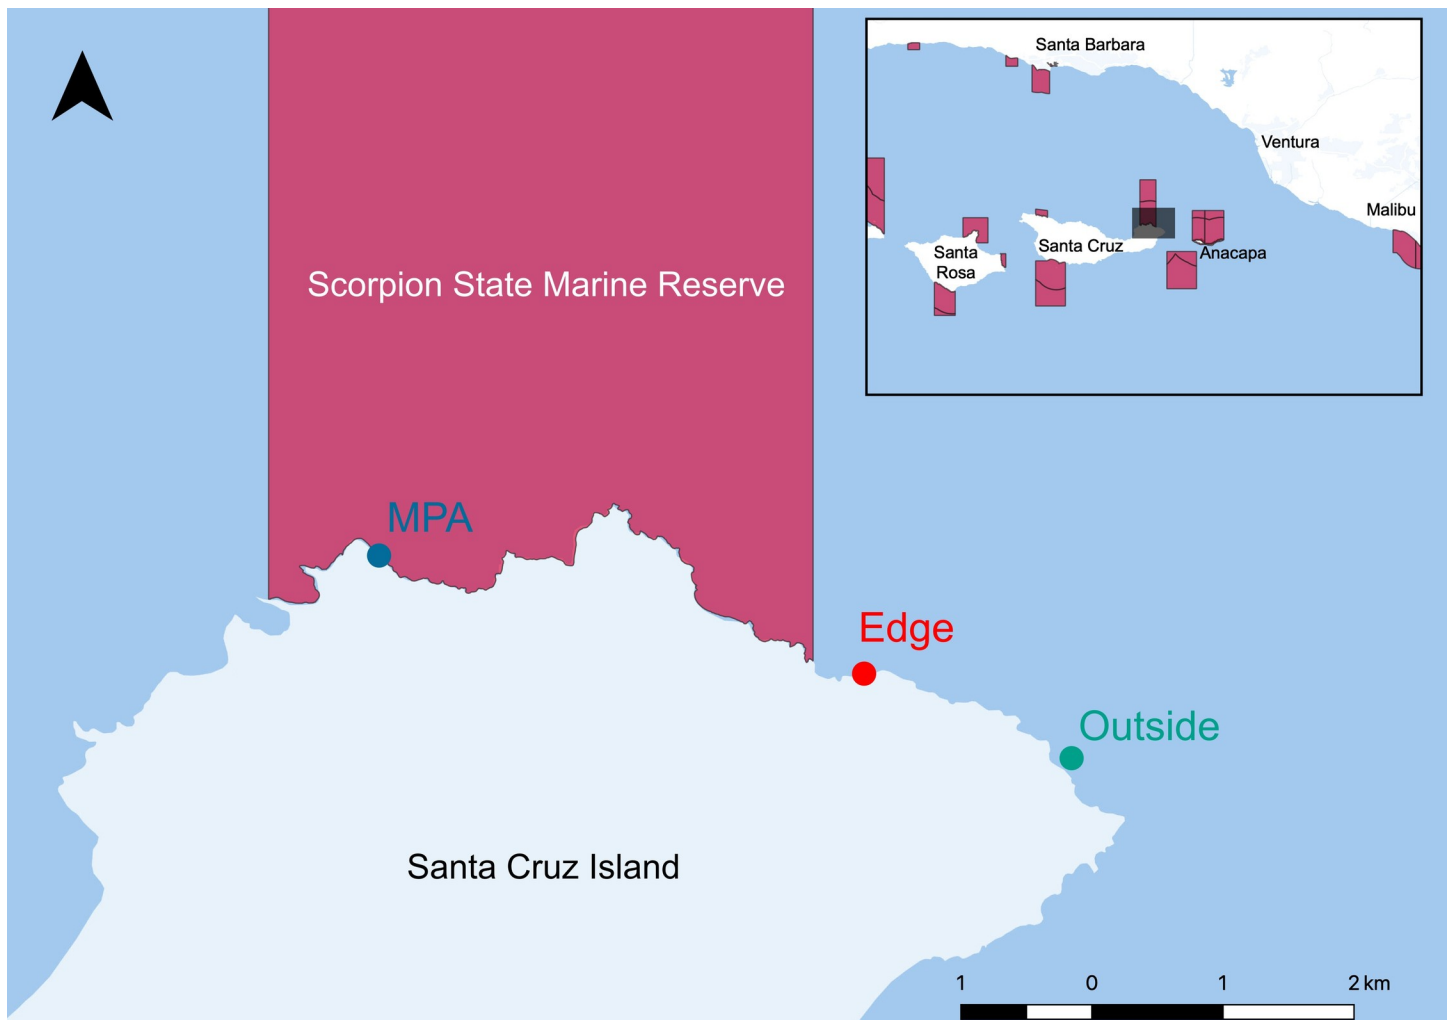 Santa Barbara
Ventura
Malibu
Santa
Rosa
Santa Cruz
Anacapa
Scorpion State Marine Reserve
MPA
Edge
Outside
Santa Cruz Island
1 0 1 2 km